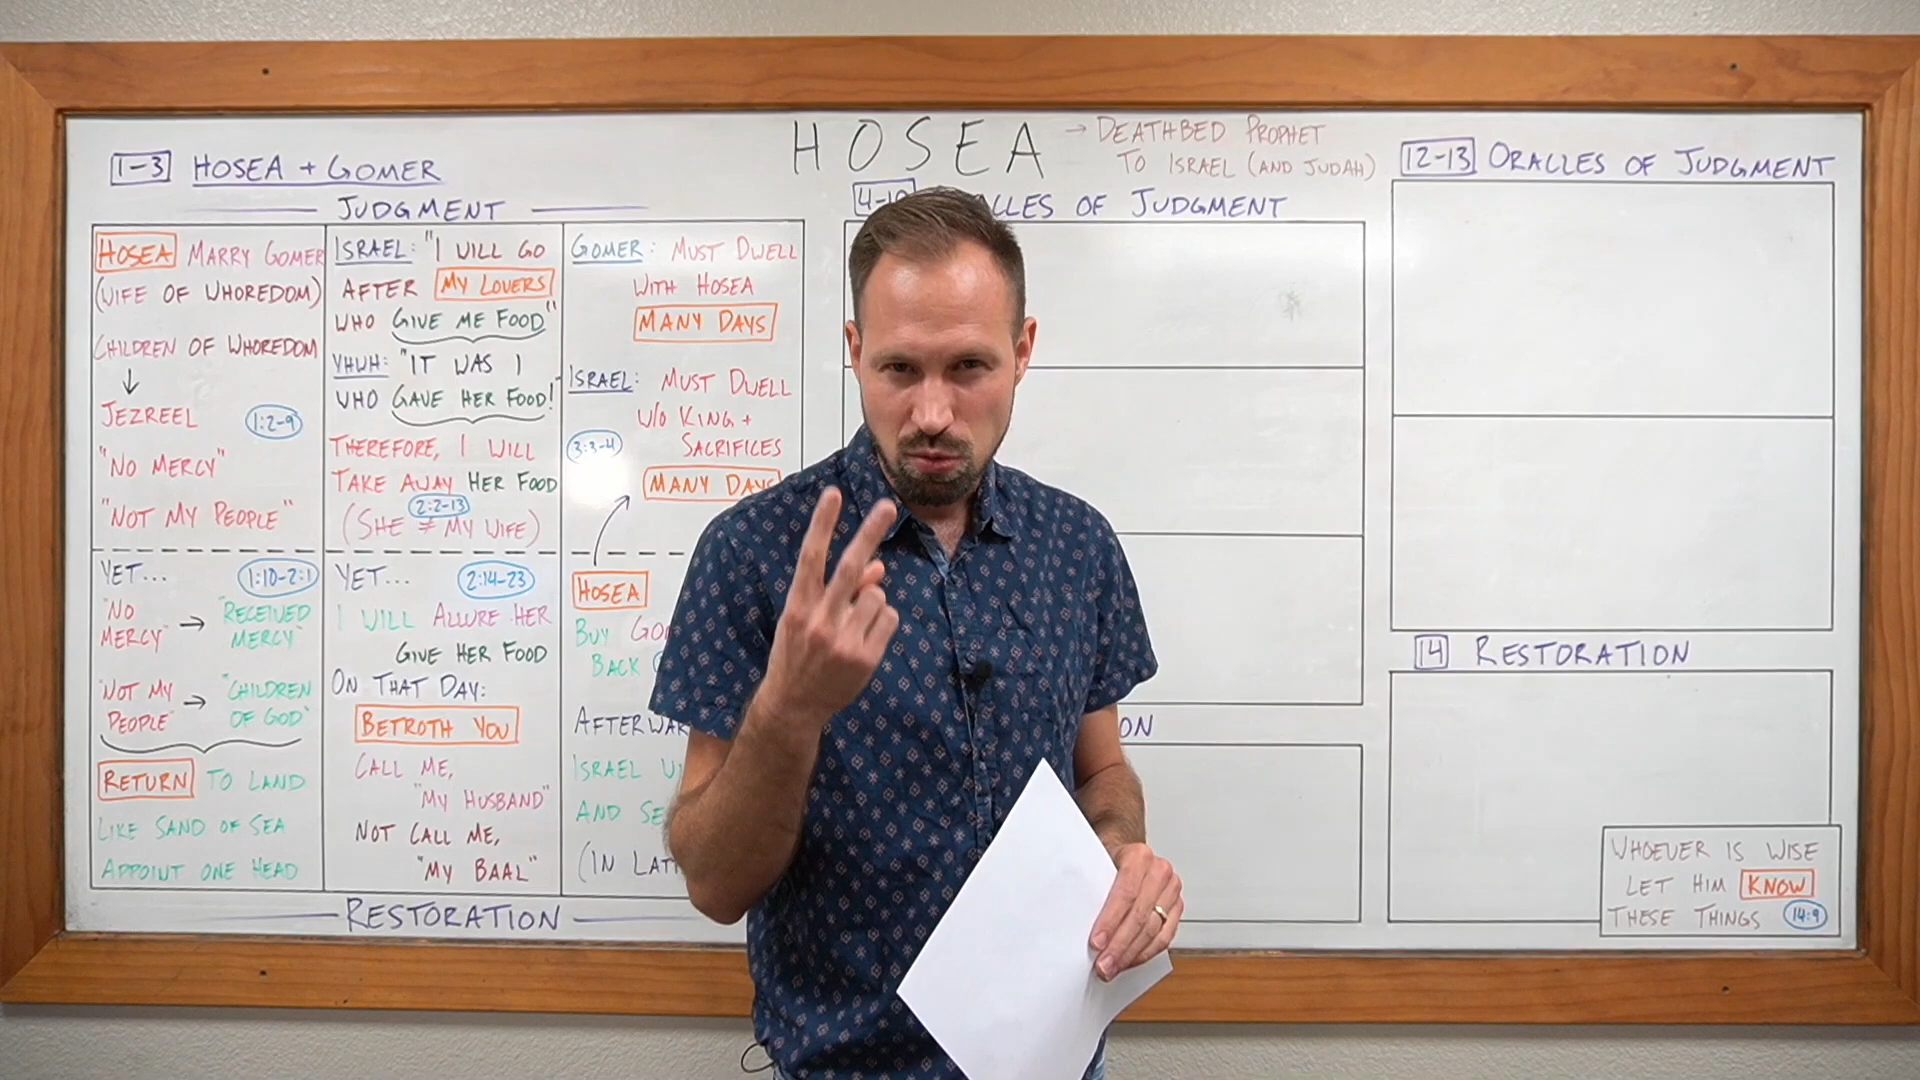 HOSEA
→ DEATHBED PROPHET
TO ISRAEL (AND JUDAH)
1-3 HOSEA + GOMER
JUDGMENT
HOSEA MARRY GOMER
(WIFE OF WHOREDOM)
CHILDREN OF WHOREDOM
↓
JEZREEL 1:2-9
"NO MERCY"
"NOT MY PEOPLE"
YET... 1:10-2:1
"NO MERCY" → "RECEIVED MERCY"
"NOT MY PEOPLE" → "CHILDREN OF GOD"
RETURN TO LAND
LIKE SAND OF SEA
APPOINT ONE HEAD
ISRAEL: "I WILL GO
AFTER MY LOVERS
WHO GIVE ME FOOD"
YHWH: "IT WAS I
WHO GAVE HER FOOD!
THEREFORE, I WILL
TAKE AWAY HER FOOD
2:2-13
(SHE ≠ MY WIFE)
YET... 2:14-23
I WILL ALLURE HER
GIVE HER FOOD
ON THAT DAY:
BETROTH YOU
CALL ME,
"MY HUSBAND"
NOT CALL ME,
"MY BAAL"
GOMER: MUST DWELL
WITH HOSEA
MANY DAYS
ISRAEL: MUST DWELL
W/O KING +
SACRIFICES
3:3-4
MANY DAYS
HOSEA
BUY
BACK
ISRAEL
AND
(IN
RESTORATION
OF JUDGMENT
12-13 ORACLES OF JUDGMENT
14 RESTORATION
WHOEVER IS WISE
LET HIM KNOW
THESE THINGS 14:9